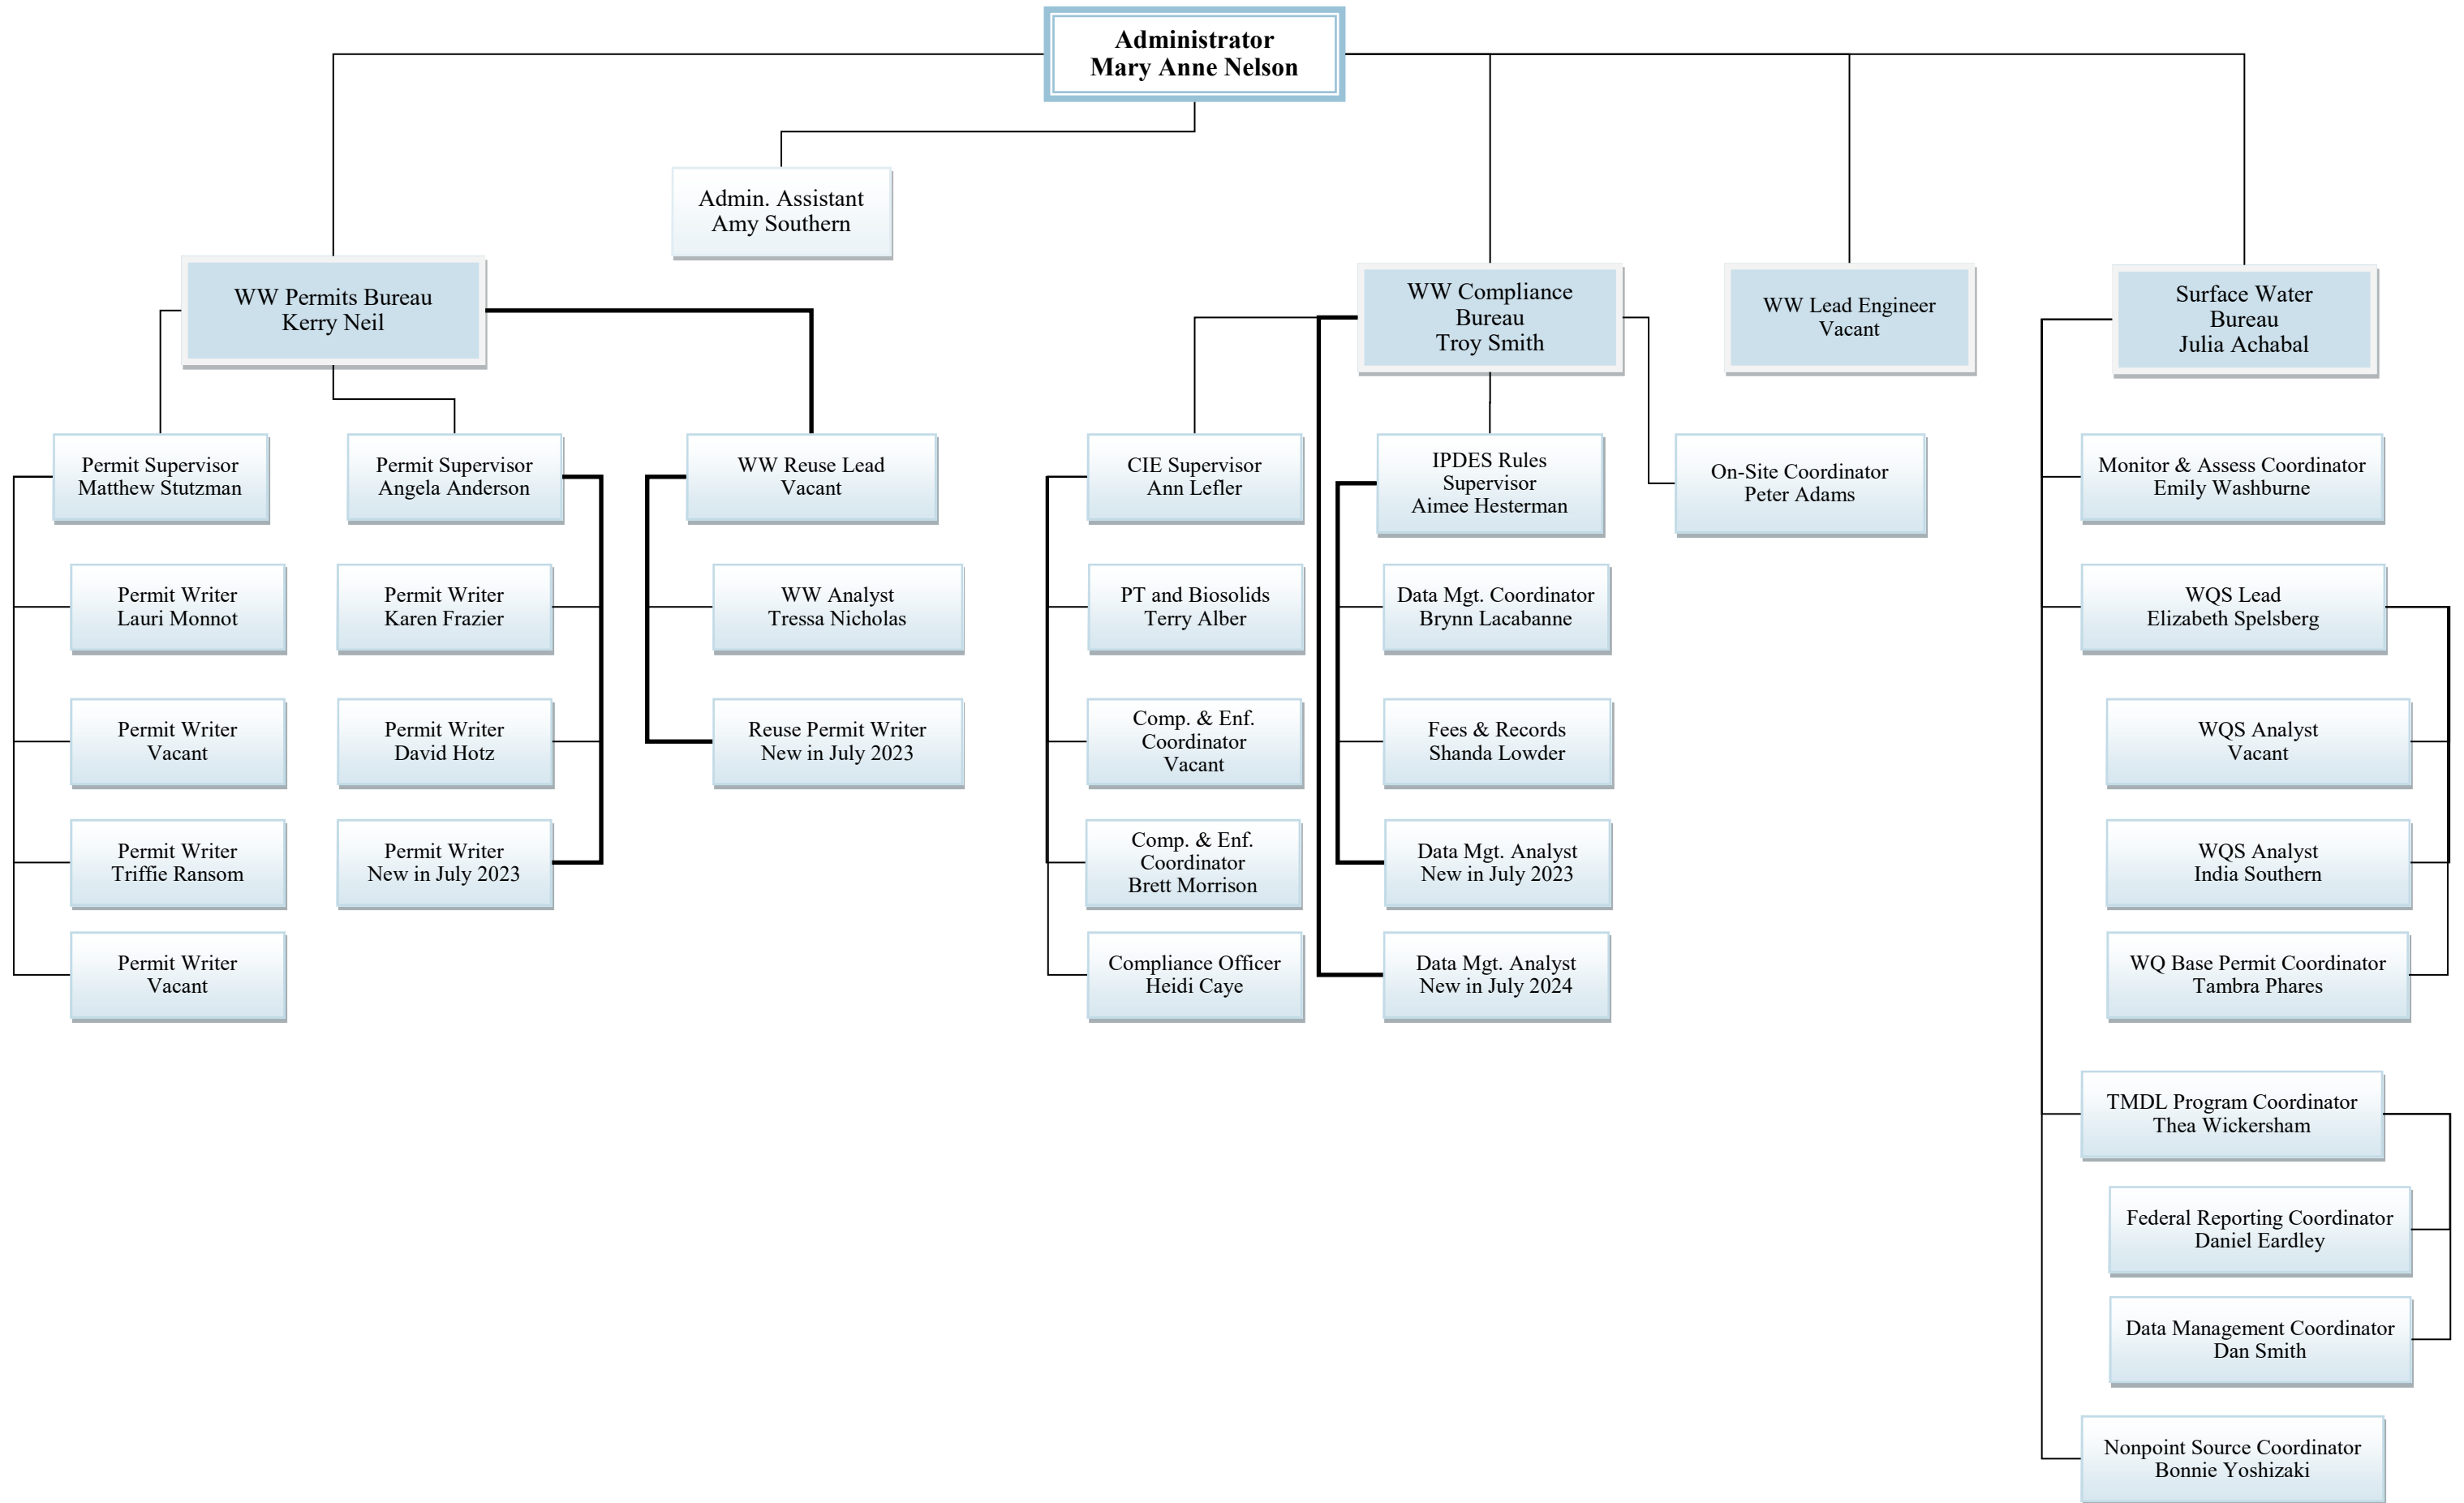 Administrator
Mary Anne Nelson
Admin. Assistant
Amy Southern
WW Permits Bureau
Kerry Neil
WW Compliance
Bureau
Troy Smith
WW Lead Engineer
Vacant
Surface Water
Bureau
Julia Achabal
Permit Supervisor
Matthew Stutzman
Permit Supervisor
Angela Anderson
WW Reuse Lead
Vacant
CIE Supervisor
Ann Lefler
IPDES Rules
Supervisor
Aimee Hesterman
On-Site Coordinator
Peter Adams
Monitor & Assess Coordinator
Emily Washburne
Permit Writer
Lauri Monnot
Permit Writer
Karen Frazier
WW Analyst
Tressa Nicholas
PT and Biosolids
Terry Alber
Data Mgt. Coordinator
Brynn Lacabanne
WQS Lead
Elizabeth Spelsberg
Permit Writer
Vacant
Permit Writer
David Hotz
Reuse Permit Writer
New in July 2023
Comp. & Enf.
Coordinator
Vacant
Fees & Records
Shanda Lowder
WQS Analyst
Vacant
Permit Writer
Triffie Ransom
Permit Writer
New in July 2023
Comp. & Enf.
Coordinator
Brett Morrison
Data Mgt. Analyst
New in July 2023
WQS Analyst
India Southern
Permit Writer
Vacant
Compliance Officer
Heidi Caye
Data Mgt. Analyst
New in July 2024
WQ Base Permit Coordinator
Tambra Phares
TMDL Program Coordinator
Thea Wickersham
Federal Reporting Coordinator
Daniel Eardley
Data Management Coordinator
Dan Smith
Nonpoint Source Coordinator
Bonnie Yoshizaki